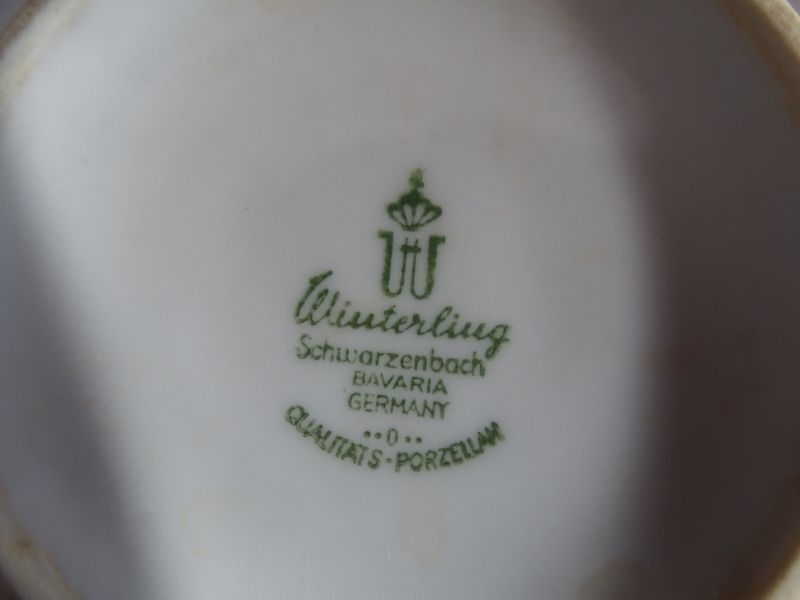 Winterling
Schwarzenbach
BAVARIA
GERMANY
··0··
QUALITÄTS-PORZELLAN